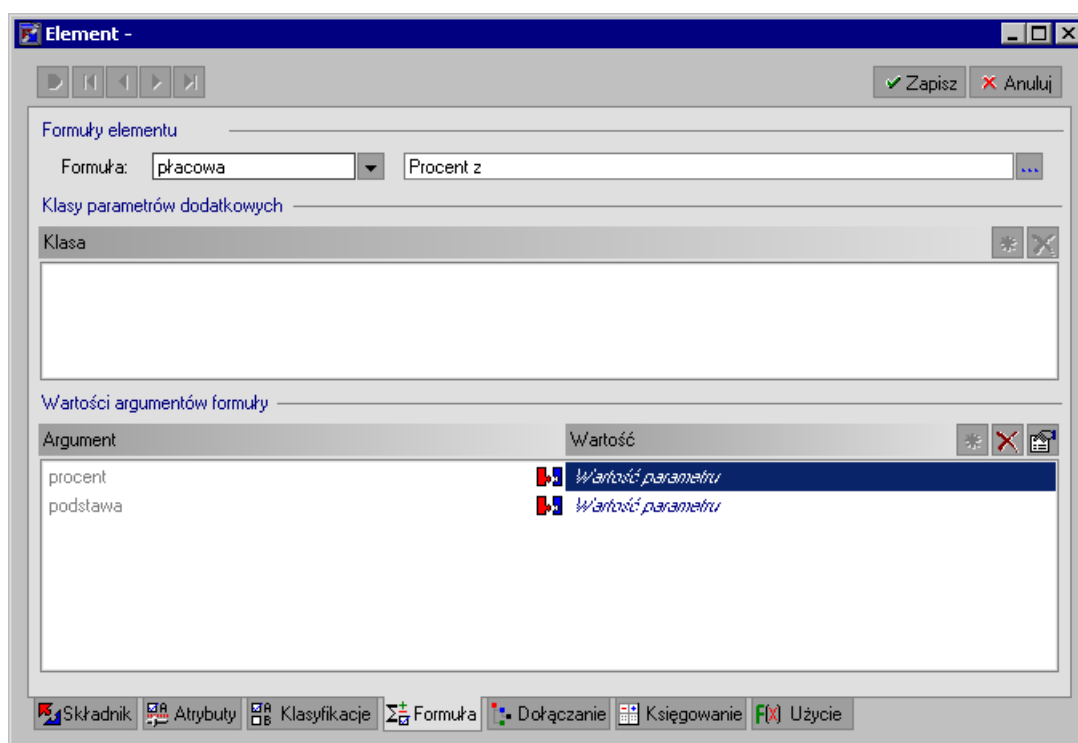 Element -
Zapisz Anuluj
Formuły elementu
Formuła: płacowa Procent z ...
Klasy parametrów dodatkowych
Klasa
Wartości argumentów formuły
Argument Wartość
procent Wartość parametru
podstawa Wartość parametru
Składnik Atrybuty Klasyfikacje Formuła Dołączanie Księgowanie F(X) Użycie